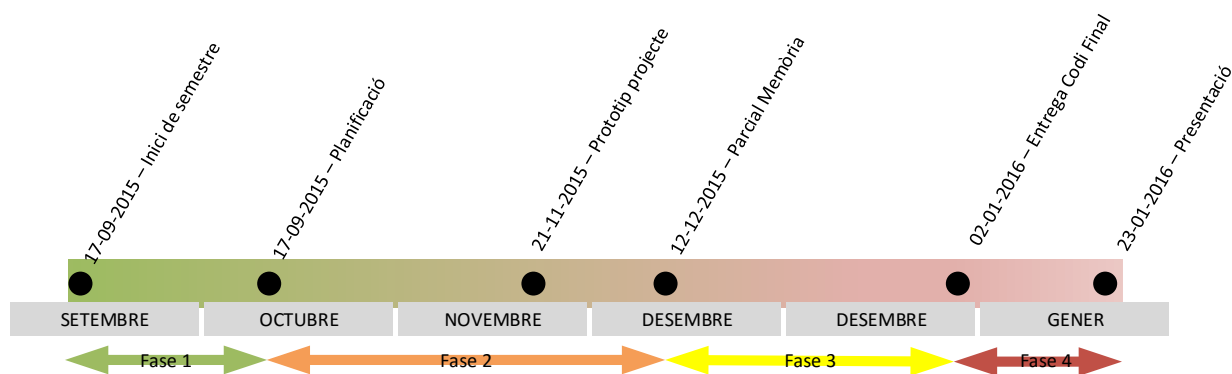 17-09-2015 – Inici de semestre
17-09-2015 – Planificació
21-11-2015 – Prototip projecte
12-12-2015 – Parcial Memòria
02-01-2016 – Entrega Codi Final
23-01-2016 – Presentació
SETEMBRE
OCTUBRE
NOVEMBRE
DESEMBRE
DESEMBRE
GENER
Fase 1
Fase 2
Fase 3
Fase 4